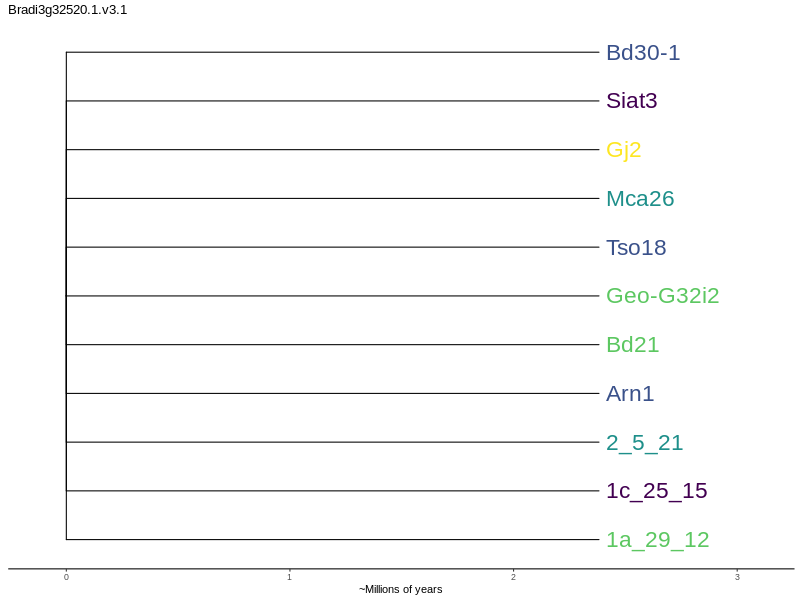 Bradi3g32520.1.v3.1
Bd30-1
Siat3
Gj2
Mca26
Tso18
Geo-G32i2
Bd21
Arn1
2_5_21
1c_25_15
1a_29_12
0 1 2 3
~Millions of years